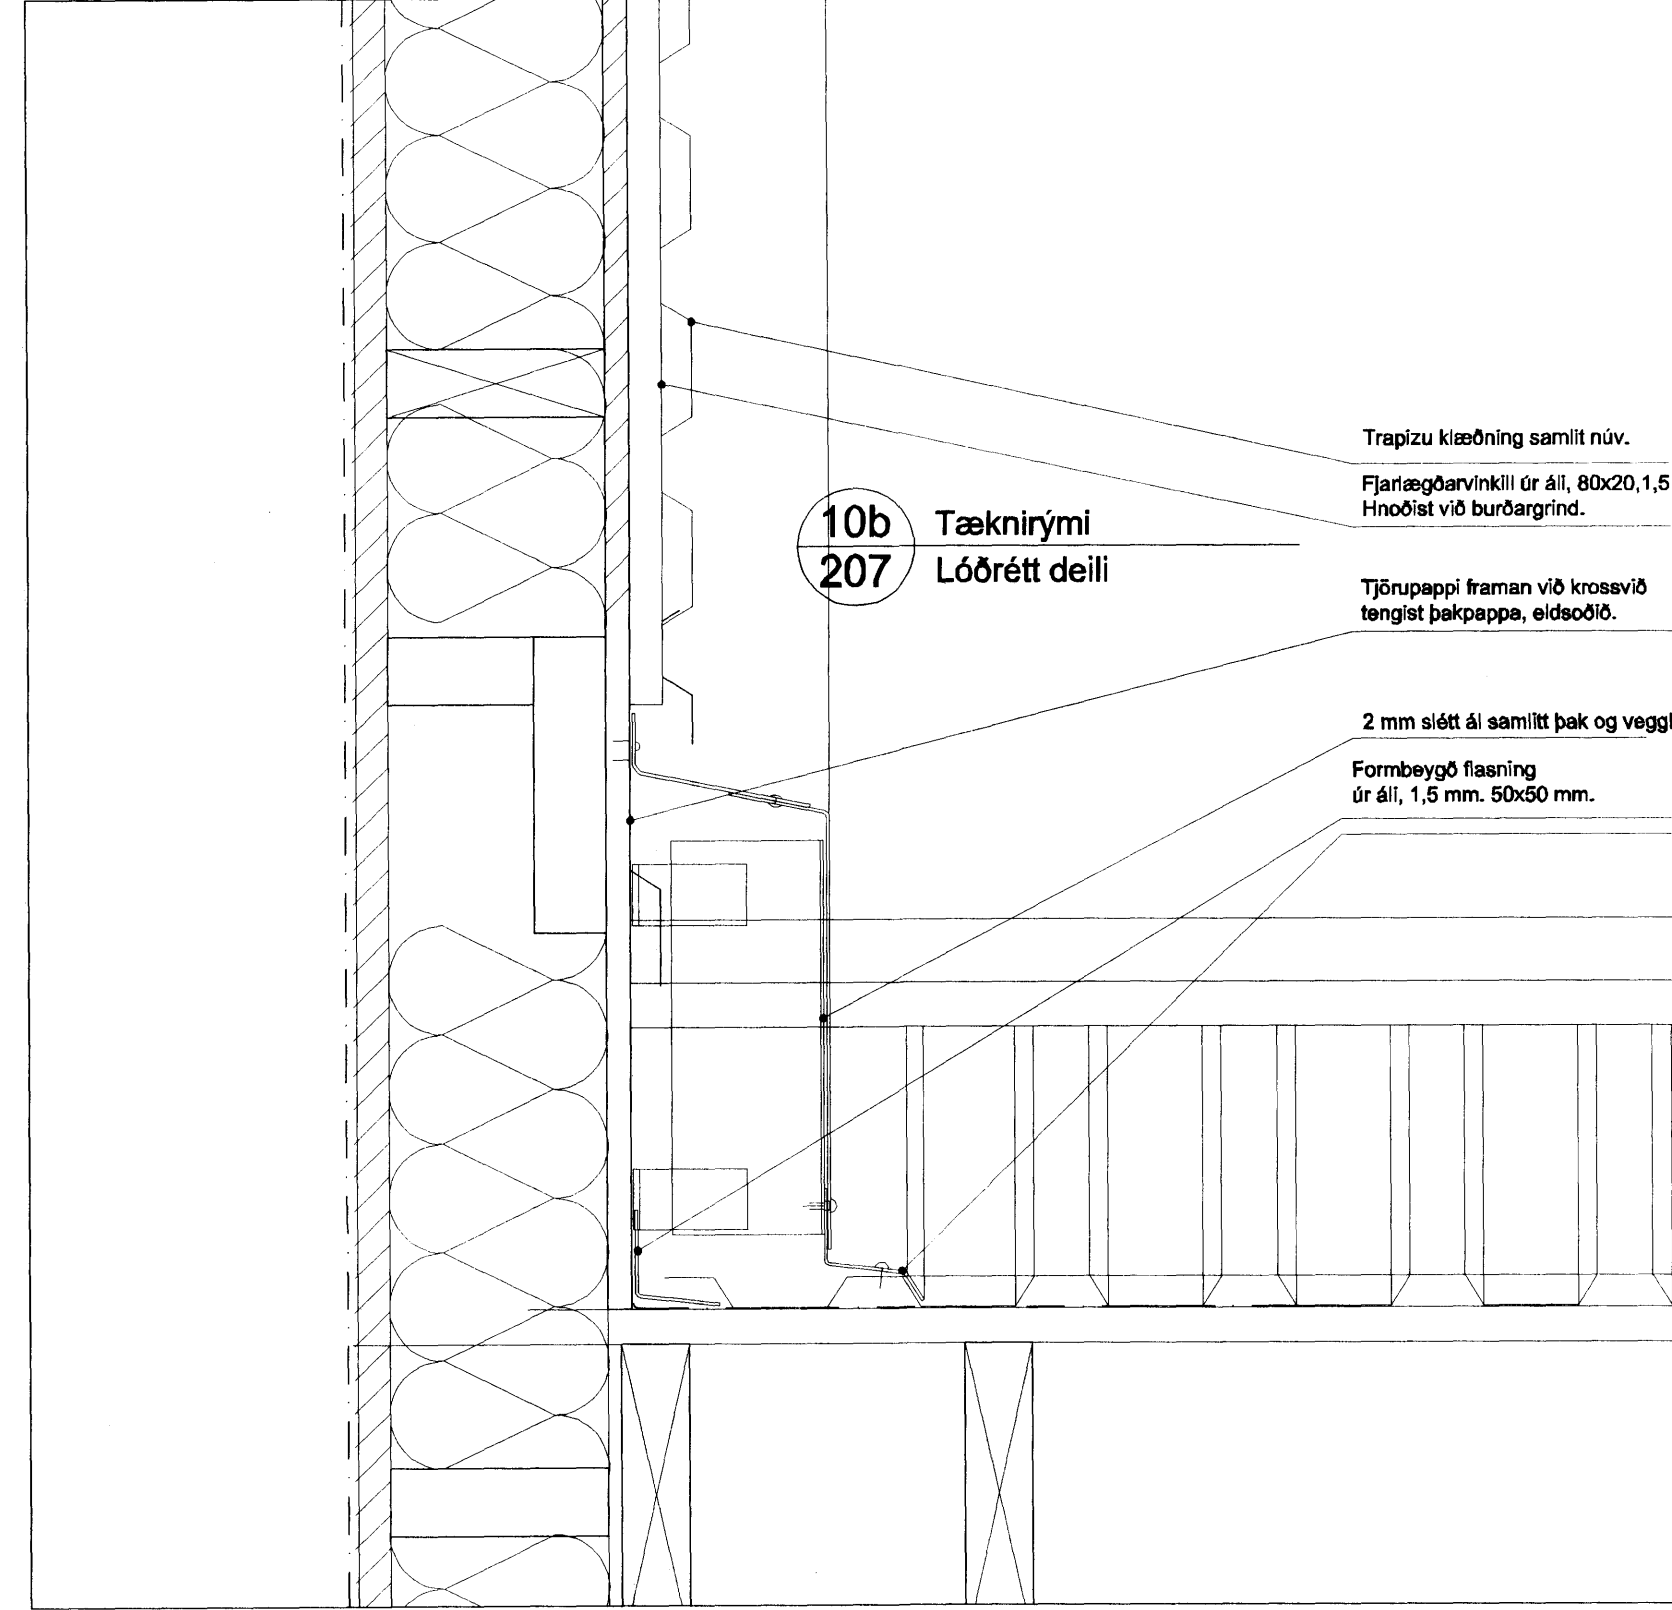 Trapizu klæðning samlit núv.
Fjarlægðarvinkill úr áli, 80x20,1,5
Hnoðist við burðargrind.
10b Tæknirými
207 Lóðrétt deili
Tjörupappi framan við krossvið
tengist þakpappa, eldsoðið.
2 mm slétt ál samlitt þak og veggl
Formbeygð flasning
úr áli, 1,5 mm. 50x50 mm.